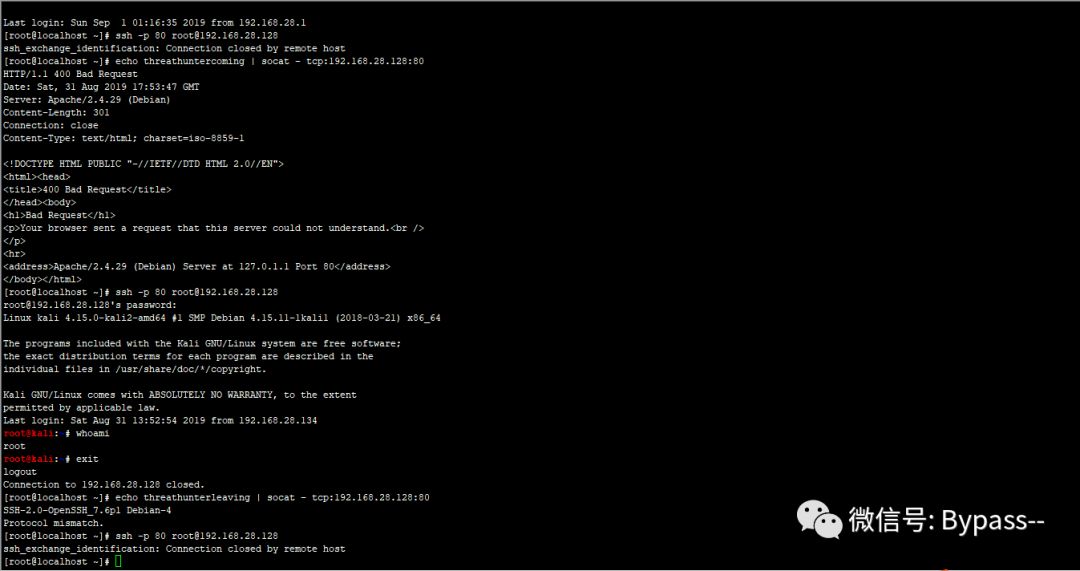 Last login: Sun Sep  1 01:16:35 2019 from 192.168.28.1
[root@localhost ~]# ssh -p 80 root@192.168.28.128
ssh_exchange_identification: Connection closed by remote host
[root@localhost ~]# echo threathuntercoming | socat - tcp:192.168.28.128:80
HTTP/1.1 400 Bad Request
Date: Sat, 31 Aug 2019 17:53:47 GMT
Server: Apache/2.4.29 (Debian)
Content-Length: 301
Connection: close
Content-Type: text/html; charset=iso-8859-1
<!DOCTYPE HTML PUBLIC "-//IETF//DTD HTML 2.0//EN">
<html><head>
<title>400 Bad Request</title>
</head><body>
<h1>Bad Request</h1>
<p>Your browser sent a request that this server could not understand.<br />
</p>
<hr>
<address>Apache/2.4.29 (Debian) Server at 127.0.1.1 Port 80</address>
</body></html>
[root@localhost ~]# ssh -p 80 root@192.168.28.128
root@192.168.28.128's password:
Linux kali 4.15.0-kali2-amd64 #1 SMP Debian 4.15.11-1kali1 (2018-03-21) x86_64
The programs included with the Kali GNU/Linux system are free software;
the exact distribution terms for each program are described in the
individual files in /usr/share/doc/*/copyright.
Kali GNU/Linux comes with ABSOLUTELY NO WARRANTY, to the extent
permitted by applicable law.
Last login: Sat Aug 31 13:52:54 2019 from 192.168.28.134
root@kali:~# whoami
root
root@kali:~# exit
logout
Connection to 192.168.28.128 closed.
[root@localhost ~]# echo threathunterleaving | socat - tcp:192.168.28.128:80
SSH-2.0-OpenSSH_7.6p1 Debian-4
Protocol mismatch.
[root@localhost ~]# ssh -p 80 root@192.168.28.128
ssh_exchange_identification: Connection closed by remote host
[root@localhost ~]#
微信号: Bypass--